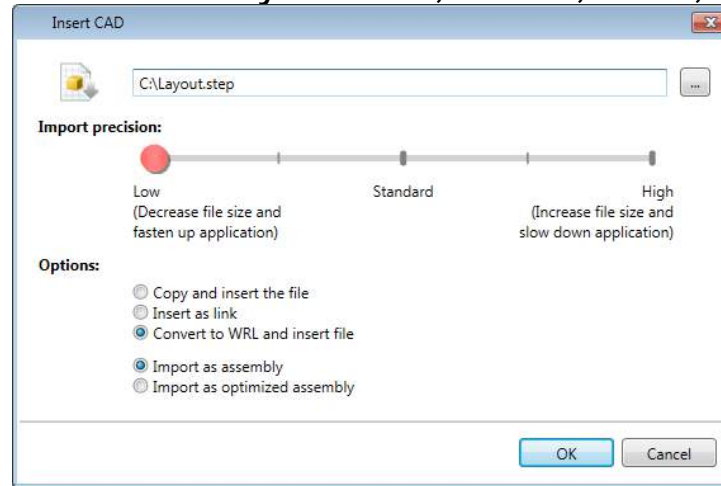 Insert CAD
C:\Layout.step
...
Import precision:
Low
(Decrease file size and
fasten up application)
Standard
High
(Increase file size and
slow down application)
Options:
Copy and insert the file
Insert as link
Convert to WRL and insert file
Import as assembly
Import as optimized assembly
OK
Cancel